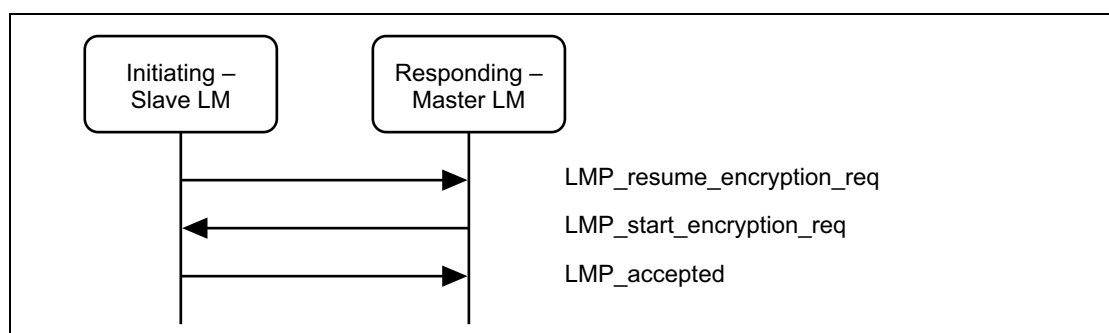 Initiating –
Slave LM
Responding –
Master LM
LMP_resume_encryption_req
LMP_start_encryption_req
LMP_accepted